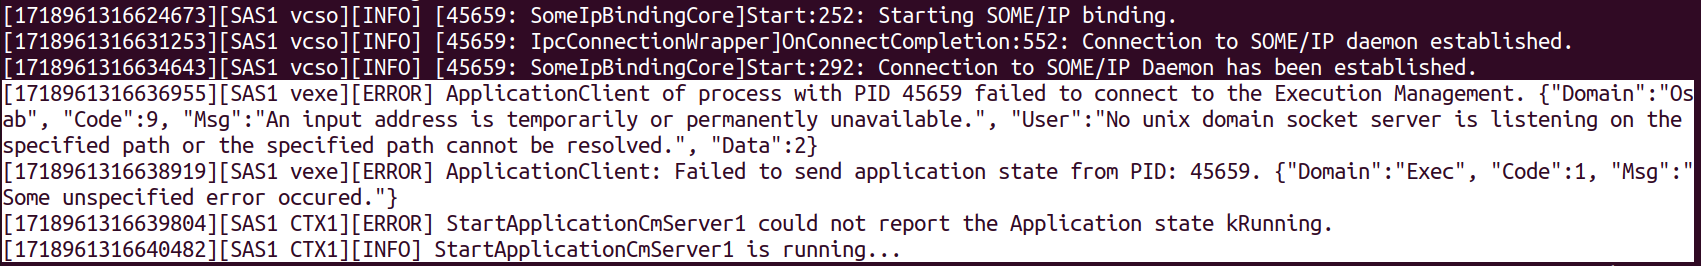 [1718961316624673][SAS1 vcso][INFO] [45659: SomeIpBindingCore]Start:252: Starting SOME/IP binding.
[1718961316631253][SAS1 vcso][INFO] [45659: IpcConnectionWrapper]OnConnectCompletion:552: Connection to SOME/IP daemon established.
[1718961316634643][SAS1 vcso][INFO] [45659: SomeIpBindingCore]Start:292: Connection to SOME/IP Daemon has been established.
[1718961316636955][SAS1 vexe][ERROR] ApplicationClient of process with PID 45659 failed to connect to the Execution Management. {"Domain":"Os
ab", "Code":9, "Msg":"An input address is temporarily or permanently unavailable.", "User":"No unix domain socket server is listening on the
specified path or the specified path cannot be resolved.", "Data":2}
[1718961316638919][SAS1 vexe][ERROR] ApplicationClient: Failed to send application state from PID: 45659. {"Domain":"Exec", "Code":1, "Msg":"
Some unspecified error occured."}
[1718961316639804][SAS1 CTX1][ERROR] StartApplicationCmServer1 could not report the Application state kRunning.
[1718961316640482][SAS1 CTX1][INFO] StartApplicationCmServer1 is running...